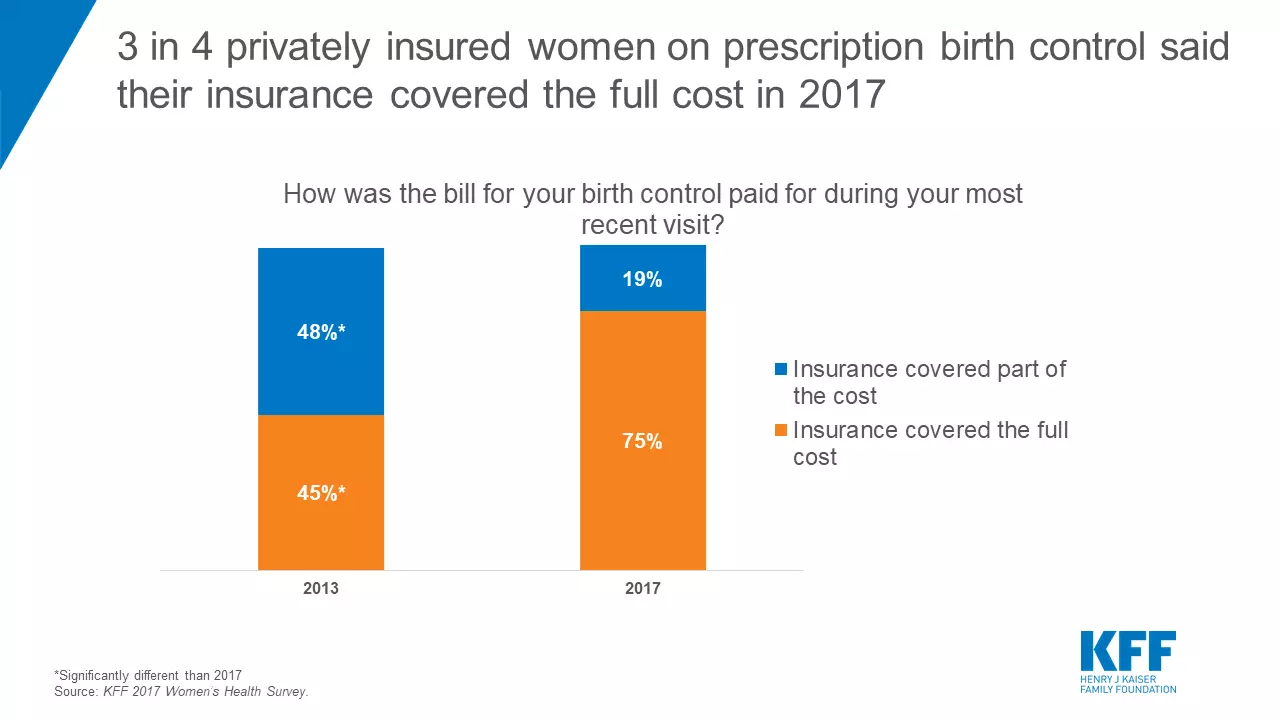 3 in 4 privately insured women on prescription birth control said
their insurance covered the full cost in 2017
How was the bill for your birth control paid for during your most
recent visit?
48%*
45%*
19%
75%
2013
2017
Insurance covered part of
the cost
Insurance covered the full
cost
*Significantly different than 2017
Source: KFF 2017 Women's Health Survey.
KFF
HENRY J KAISER
FAMILY FOUNDATION